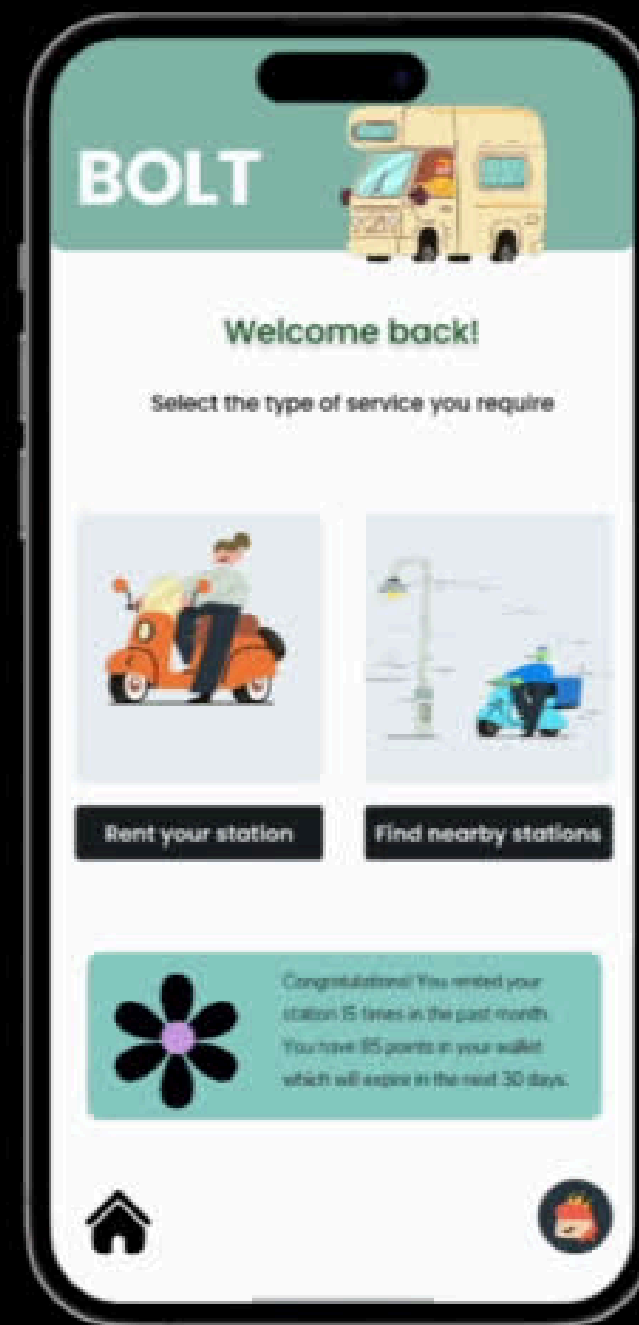 BOLT
Welcome back!
Select the type of service you require
Rent your station
Find nearby stations
Congratulations! You rented your
station 15 times in the past month.
You have 85 points in your wallet
which will expire in the next 30 days.